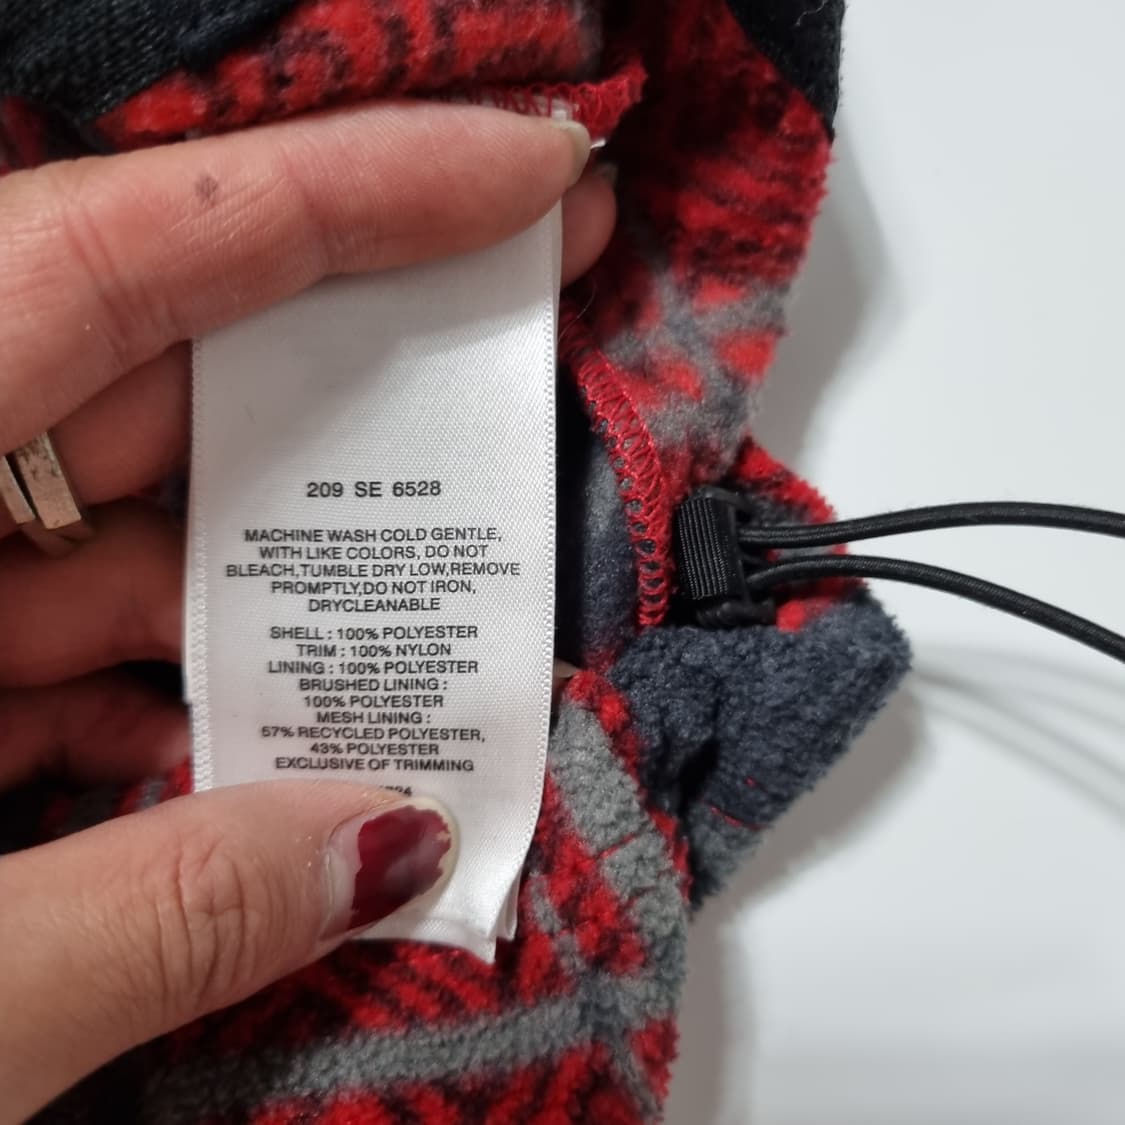 209 SE 6528
MACHINE WASH COLD GENTLE,
WITH LIKE COLORS, DO NOT
BLEACH,TUMBLE DRY LOW,REMOVE
PROMPTLY,DO NOT IRON,
DRYCLEANABLE
SHELL : 100% POLYESTER
TRIM : 100% NYLON
LINING : 100% POLYESTER
BRUSHED LINING :
100% POLYESTER
MESH LINING :
57% RECYCLED POLYESTER,
43% POLYESTER
EXCLUSIVE OF TRIMMING